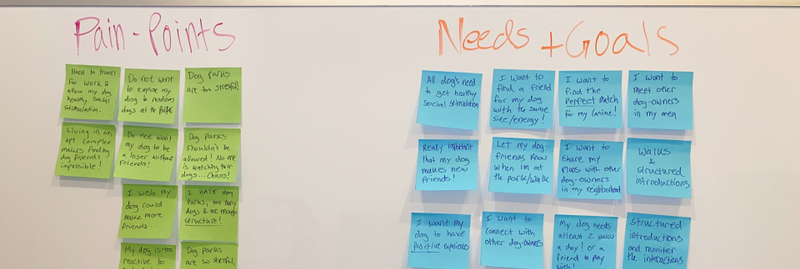 Pain-Points
Needs + Goals
Hard to travel
for work &
allow my dog
healthy social
stimulation.
Do not want
to expose my dog
to random
dogs at the park
Dog parks
are too stressful
Living in an
apt. complex
makes finding
dog friends
impossible!
Do not want
my dog to be
a loser without
friends!
Dog parks
shouldn't be
allowed! No one
is watching their
dogs...chaos!
I wish my
dog could
make more
friends...
I HATE dog
parks, too many
dogs & not enough
structure!
My dog is too
reactive to
Dog parks
are so stressful
All dog's need
to get healthy
social stimulation
I want to
find a friend
for my dog
with the same
size/energy!
I want to
find the
perfect match
for my canine!
I want to
meet other
dog-owners
in my area
Really important
that my dog
makes new
friends!
Let my dog
friends know
when im at
the park/walk
I want to
share my
plans with other
dog-owners in
my neighborhood
Walks
&
structured
introductions
I want my
dog to have
positive experiences
I want to
connect with
other dog-owners
My dog needs
atleast 2 walks
a day! or a
friend to play
with!
Structured
introductions
and monitor
the interactions